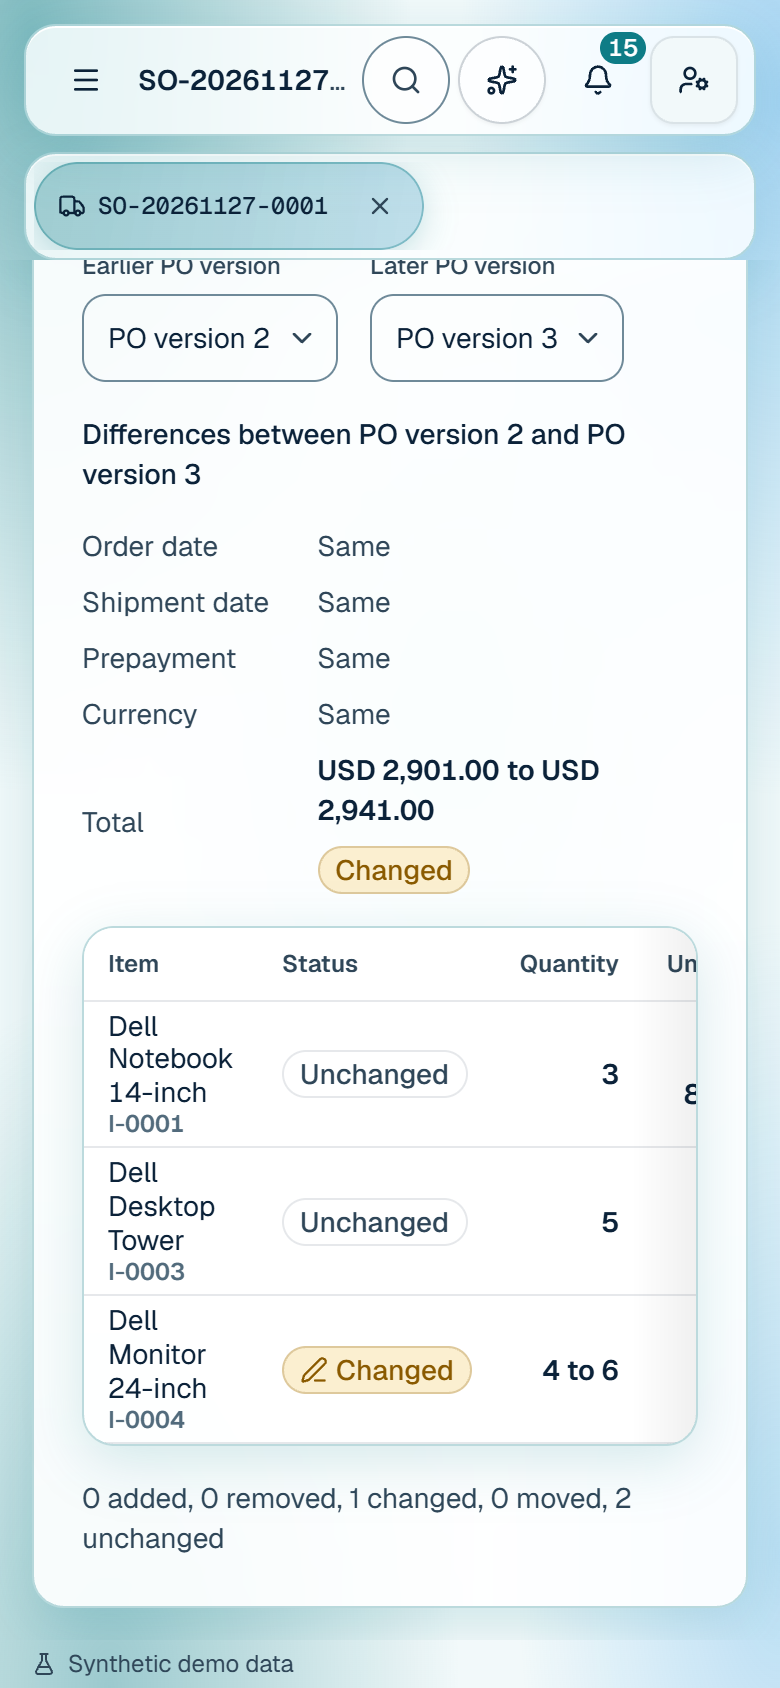 15
SO-20261127...
SO-20261127-0001
Earlier PO version
Later PO version
PO version 2
PO version 3
Differences between PO version 2 and PO
version 3
Order date Same
Shipment date Same
Prepayment Same
Currency Same
Total
USD 2,901.00 to USD
2,941.00
Changed
Item Status Quantity Un
Dell
Notebook
14-inch
I-0001
Unchanged
3
8
Dell
Desktop
Tower
I-0003
Unchanged
5
Dell
Monitor
24-inch
I-0004
Changed
4 to 6
0 added, 0 removed, 1 changed, 0 moved, 2
unchanged
Synthetic demo data